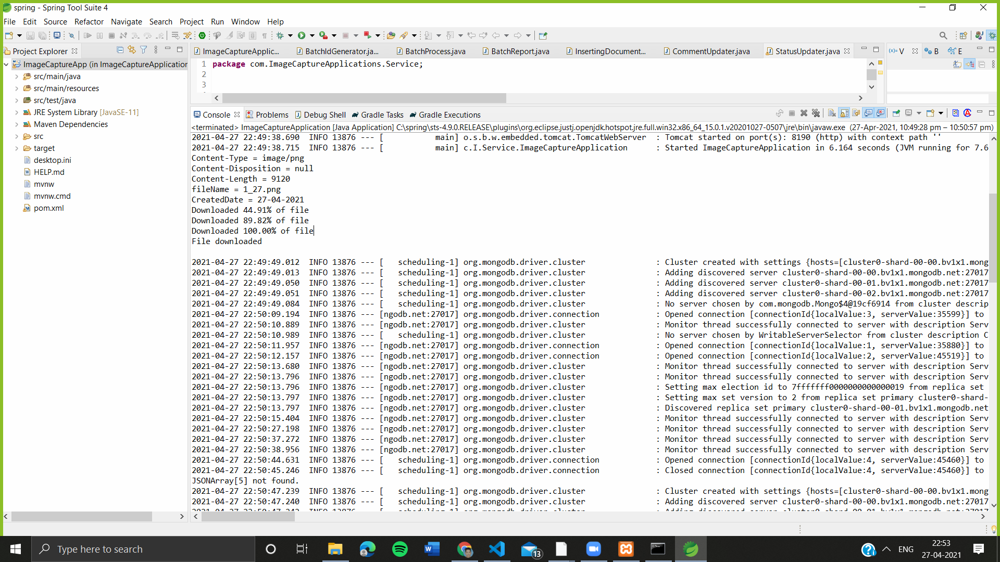 spring - Spring Tool Suite 4
File Edit Source Refactor Navigate Search Project Run Window Help
Project Explorer
ImageCaptureApplic...
BatchIdGenerator.ja...
BatchProcess.java
BatchReport.java
InsertingDocument...
CommentUpdater.java
StatusUpdater.java
(x)= V
B
E
ImageCaptureApp (in ImageCaptureApplication
src/main/java
src/main/resources
src/test/java
JRE System Library [JavaSE-11]
Maven Dependencies
src
target
desktop.ini
HELP.md
mvnw
mvnw.cmd
pom.xml
1 package com.ImageCaptureApplications.Service;
2
3
Console Problems Debug Shell Gradle Tasks Gradle Executions
<terminated> ImageCaptureApplication [Java Application] C:\spring\sts-4.9.0.RELEASE\plugins\org.eclipse.justj.openjdk.hotspot.jre.full.win32.x86_64_15.0.1.v20201027-0507\jre\bin\javaw.exe (27-Apr-2021, 10:49:28 pm – 10:50:57 pm)
2021-04-27 22:49:38.690 INFO 13876 --- [ main] o.s.b.w.embedded.tomcat.TomcatWebServer : Tomcat started on port(s): 8190 (http) with context path ''
2021-04-27 22:49:38.715 INFO 13876 --- [ main] c.I.Service.ImageCaptureApplication : Started ImageCaptureApplication in 6.164 seconds (JVM running for 7.6
Content-Type = image/png
Content-Disposition = null
Content-Length = 9120
fileName = 1_27.png
CreatedDate = 27-04-2021
Downloaded 44.91% of file
Downloaded 89.82% of file
Downloaded 100.00% of file
File downloaded
2021-04-27 22:49:49.012 INFO 13876 --- [ scheduling-1] org.mongodb.driver.cluster : Cluster created with settings {hosts=[cluster0-shard-00-00.bv1x1.mong
2021-04-27 22:49:49.013 INFO 13876 --- [ scheduling-1] org.mongodb.driver.cluster : Adding discovered server cluster0-shard-00-00.bv1x1.mongodb.net:27017
2021-04-27 22:49:49.050 INFO 13876 --- [ scheduling-1] org.mongodb.driver.cluster : Adding discovered server cluster0-shard-00-01.bv1x1.mongodb.net:27017
2021-04-27 22:49:49.051 INFO 13876 --- [ scheduling-1] org.mongodb.driver.cluster : Adding discovered server cluster0-shard-00-02.bv1x1.mongodb.net:27017
2021-04-27 22:49:49.084 INFO 13876 --- [ scheduling-1] org.mongodb.driver.cluster : No server chosen by com.mongodb.Mongo$4@19cf6914 from cluster descrip
2021-04-27 22:50:09.194 INFO 13876 --- [ngodb.net:27017] org.mongodb.driver.connection : Opened connection [connectionId{localValue:3, serverValue:35599}] to
2021-04-27 22:50:10.889 INFO 13876 --- [ngodb.net:27017] org.mongodb.driver.cluster : Monitor thread successfully connected to server with description Serv
2021-04-27 22:50:10.989 INFO 13876 --- [ scheduling-1] org.mongodb.driver.cluster : No server chosen by WritableServerSelector from cluster description C
2021-04-27 22:50:11.957 INFO 13876 --- [ngodb.net:27017] org.mongodb.driver.connection : Opened connection [connectionId{localValue:1, serverValue:35880}] to
2021-04-27 22:50:12.157 INFO 13876 --- [ngodb.net:27017] org.mongodb.driver.connection : Opened connection [connectionId{localValue:2, serverValue:45519}] to
2021-04-27 22:50:13.680 INFO 13876 --- [ngodb.net:27017] org.mongodb.driver.cluster : Monitor thread successfully connected to server with description Serv
2021-04-27 22:50:13.796 INFO 13876 --- [ngodb.net:27017] org.mongodb.driver.cluster : Monitor thread successfully connected to server with description Serv
2021-04-27 22:50:13.796 INFO 13876 --- [ngodb.net:27017] org.mongodb.driver.cluster : Setting max election id to 7fffffff0000000000000019 from replica set
2021-04-27 22:50:13.797 INFO 13876 --- [ngodb.net:27017] org.mongodb.driver.cluster : Setting max set version to 2 from replica set primary cluster0-shard-
2021-04-27 22:50:13.797 INFO 13876 --- [ngodb.net:27017] org.mongodb.driver.cluster : Discovered replica set primary cluster0-shard-00-01.bv1x1.mongodb.net
2021-04-27 22:50:15.404 INFO 13876 --- [ngodb.net:27017] org.mongodb.driver.cluster : Monitor thread successfully connected to server with description Serv
2021-04-27 22:50:27.198 INFO 13876 --- [ngodb.net:27017] org.mongodb.driver.cluster : Monitor thread successfully connected to server with description Serv
2021-04-27 22:50:37.272 INFO 13876 --- [ngodb.net:27017] org.mongodb.driver.cluster : Monitor thread successfully connected to server with description Serv
2021-04-27 22:50:38.956 INFO 13876 --- [ngodb.net:27017] org.mongodb.driver.cluster : Monitor thread successfully connected to server with description Serv
2021-04-27 22:50:44.631 INFO 13876 --- [ scheduling-1] org.mongodb.driver.connection : Opened connection [connectionId{localValue:4, serverValue:45460}] to
2021-04-27 22:50:45.246 INFO 13876 --- [ scheduling-1] org.mongodb.driver.connection : Closed connection [connectionId{localValue:4, serverValue:45460}] to
JSONArray[5] not found.
2021-04-27 22:50:47.239 INFO 13876 --- [ scheduling-1] org.mongodb.driver.cluster : Cluster created with settings {hosts=[cluster0-shard-00-00.bv1x1.mong
2021-04-27 22:50:47.240 INFO 13876 --- [ scheduling-1] org.mongodb.driver.cluster : Adding discovered server cluster0-shard-00-00.bv1x1.mongodb.net:27017
Type here to search
13
ENG
22:53
27-04-2021